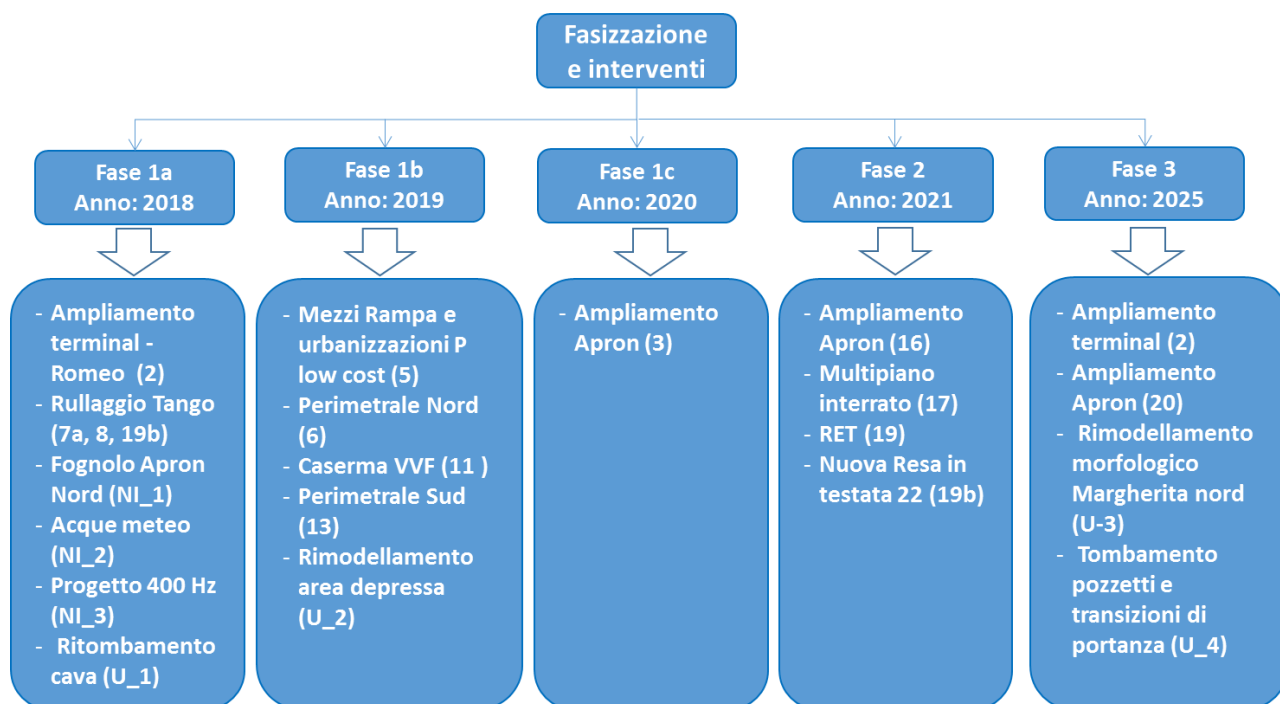 Fasizzazione
e interventi
Fase 1a
Anno: 2018
Fase 1b
Anno: 2019
Fase 1c
Anno: 2020
Fase 2
Anno: 2021
Fase 3
Anno: 2025
- Ampliamento
terminal -
Romeo (2)
- Rullaggio Tango
(7a, 8, 19b)
- Fognolo Apron
Nord (NI_1)
- Acque meteo
(NI_2)
- Progetto 400 Hz
(NI_3)
- Ritombamento
cava (U_1)
- Mezzi Rampa e
urbanizzazioni P
low cost (5)
- Perimetrale Nord
(6)
- Caserma VVF (11 )
- Perimetrale Sud
(13)
- Rimodellamento
area depressa
(U_2)
- Ampliamento
Apron (3)
- Ampliamento
Apron (16)
- Multipiano
interrato (17)
- RET (19)
- Nuova Resa in
testata 22 (19b)
- Ampliamento
terminal (2)
- Ampliamento
Apron (20)
- Rimodellamento
morfologico
Margherita nord
(U-3)
- Tombamento
pozzetti e
transizioni di
portanza (U_4)